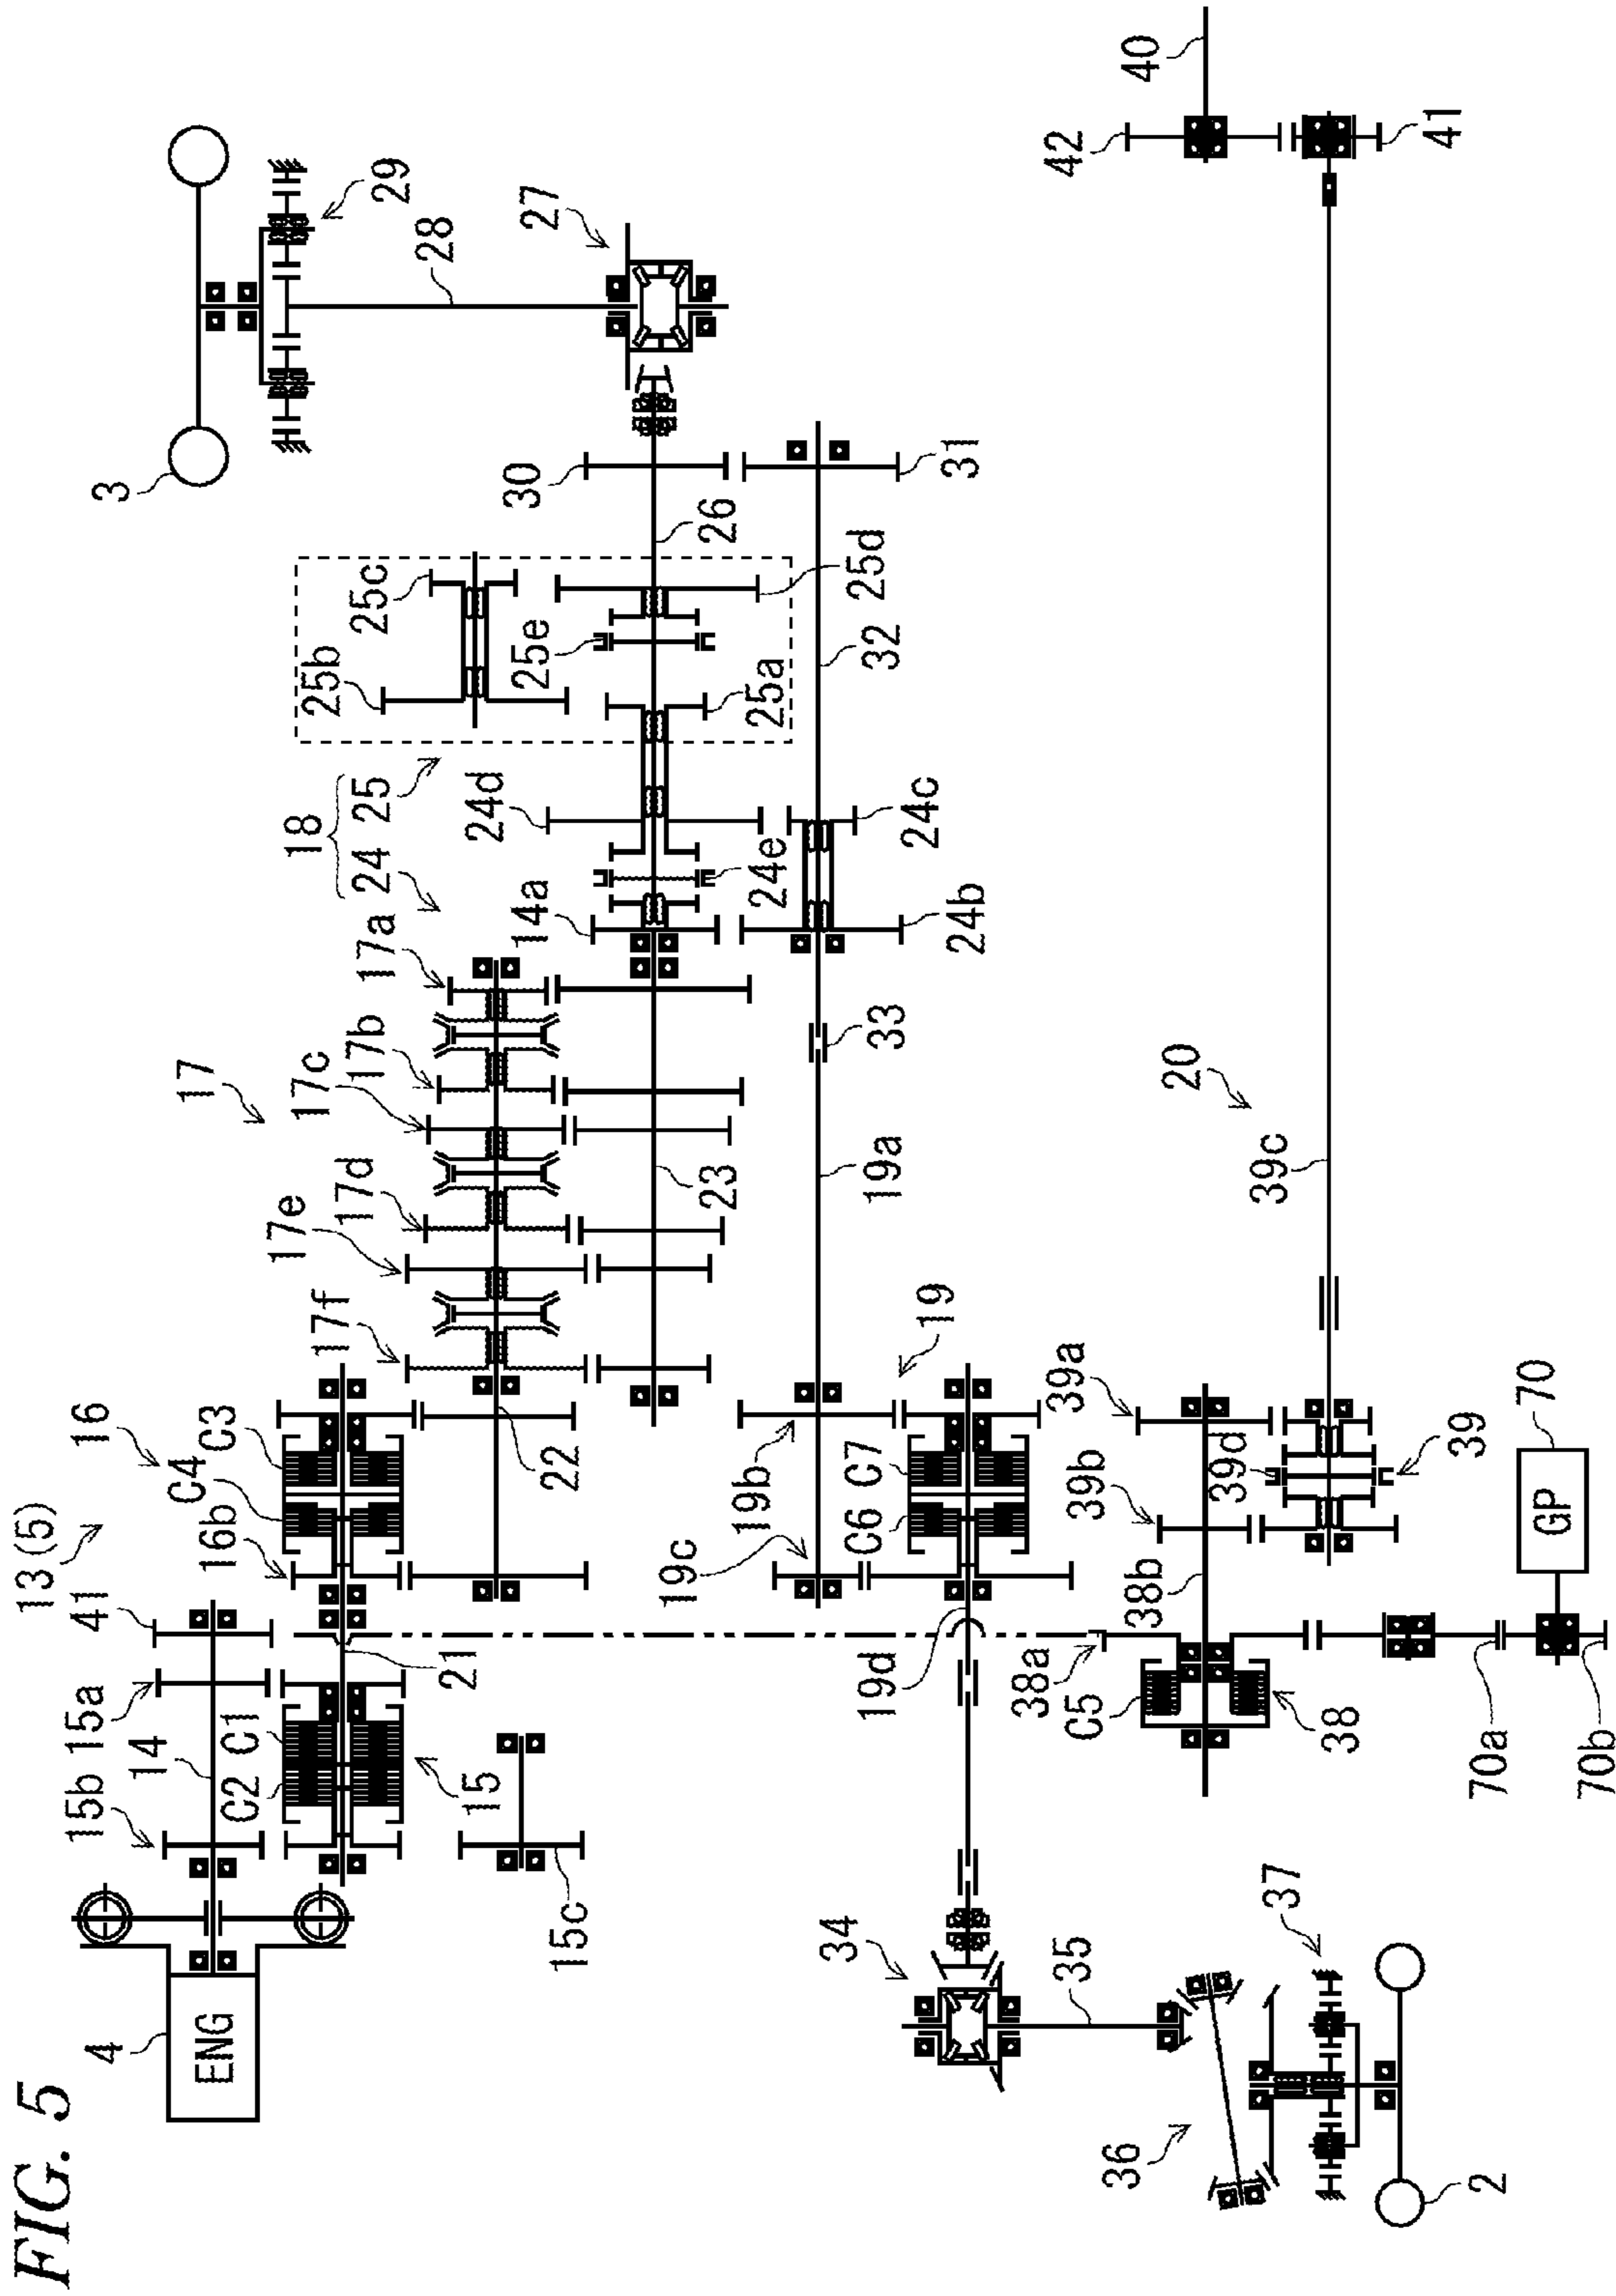 FIG. 5
4
ENG
15b
14
15a
41
13(5)
C2
C1
15
21
15c
16b
C4
16
C3
22
17f
17e
17d
17c
17b
17a
17
23
14a
18
24
25
24d
24e
24b
24c
25b
25c
25e
25a
25d
26
30
31
32
3
29
28
27
33
19a
19
19b
19c
C6
C7
19d
34
35
36
37
2
38a
C5
38
38b
39b
39a
39d
39
39c
20
70
GP
70a
70b
42
40
41